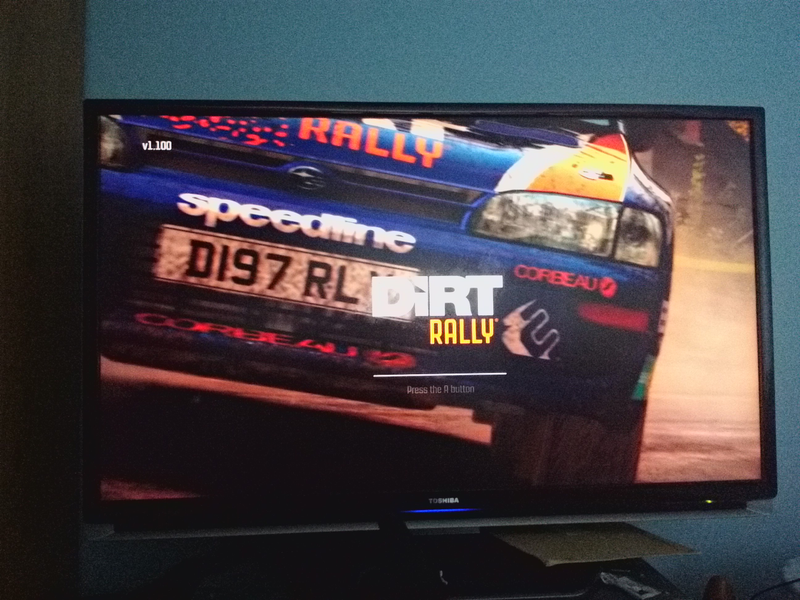 RALLY
v1.100
speedline
D197 RL
CORBEAU
DiRT
RALLY
CORBEAU
Press the A button
TOSHIBA